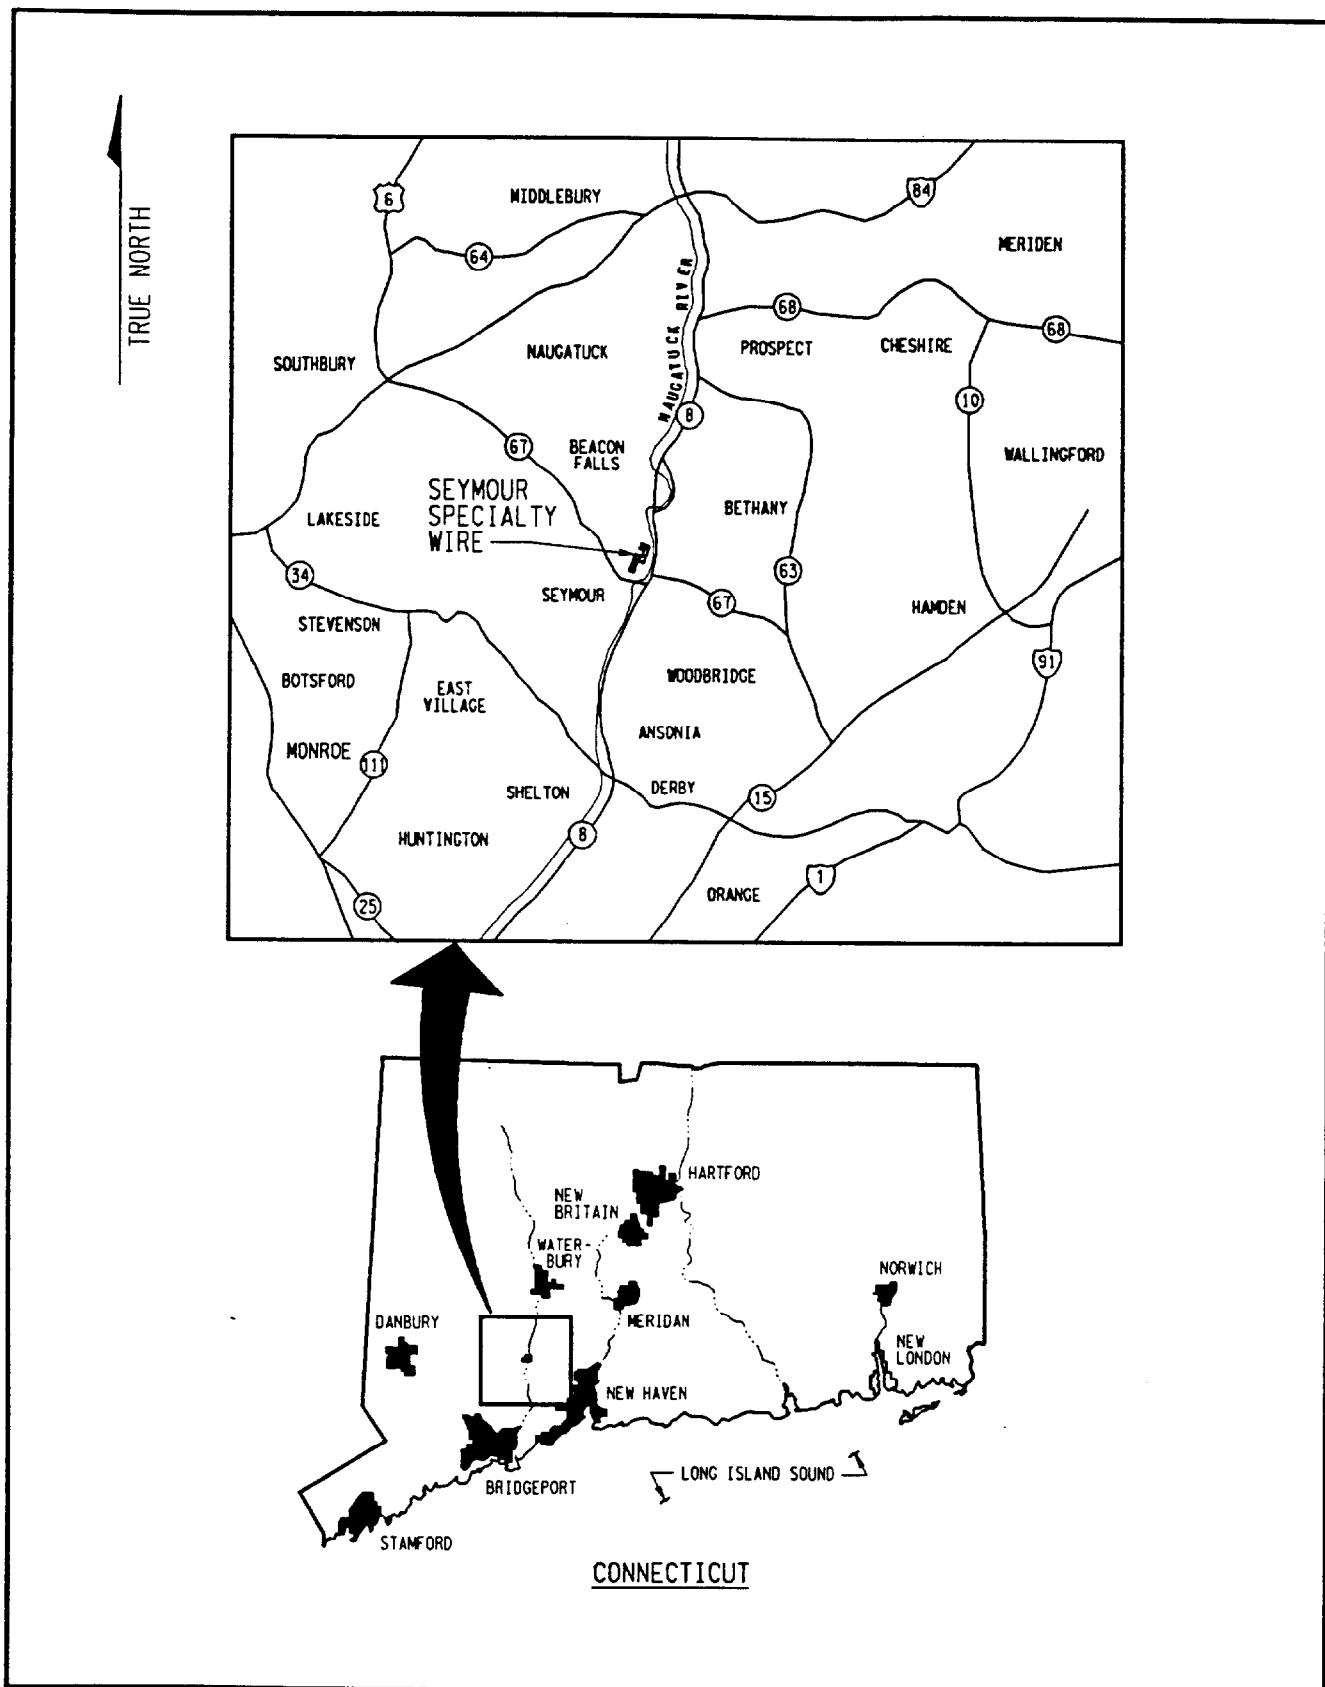 TRUE NORTH
6
MIDDLEBURY
84
64
MERIDEN
NAUGATUCK RIVER
68
68
PROSPECT
CHESHIRE
NAUGATUCK
SOUTHBURY
10
8
67
BEACON
FALLS
WALLINGFORD
SEYMOUR
SPECIALTY
WIRE
LAKESIDE
BETHANY
34
63
SEYMOUR
67
HAMDEN
STEVENSON
91
BOTSFORD
EAST
VILLAGE
WOODBRIDGE
ANSONIA
MONROE
111
SHELTON
DERBY
15
8
HUNTINGTON
1
ORANGE
25
HARTFORD
NEW
BRITAIN
WATER-
BURY
NORWICH
DANBURY
MERIDAN
NEW
LONDON
NEW HAVEN
LONG ISLAND SOUND
BRIDGEPORT
STAMFORD
CONNECTICUT